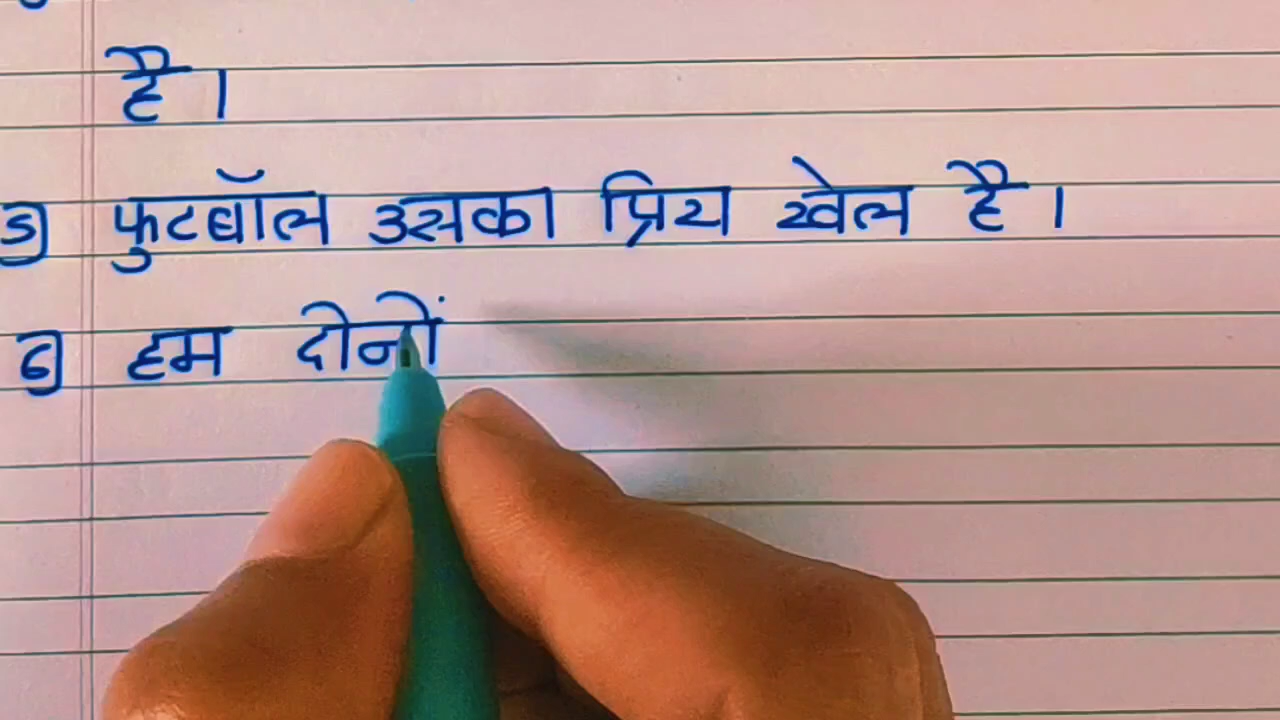 है।
5) फुटबॉल उसका प्रिय खेल है।
6) हम दोनों